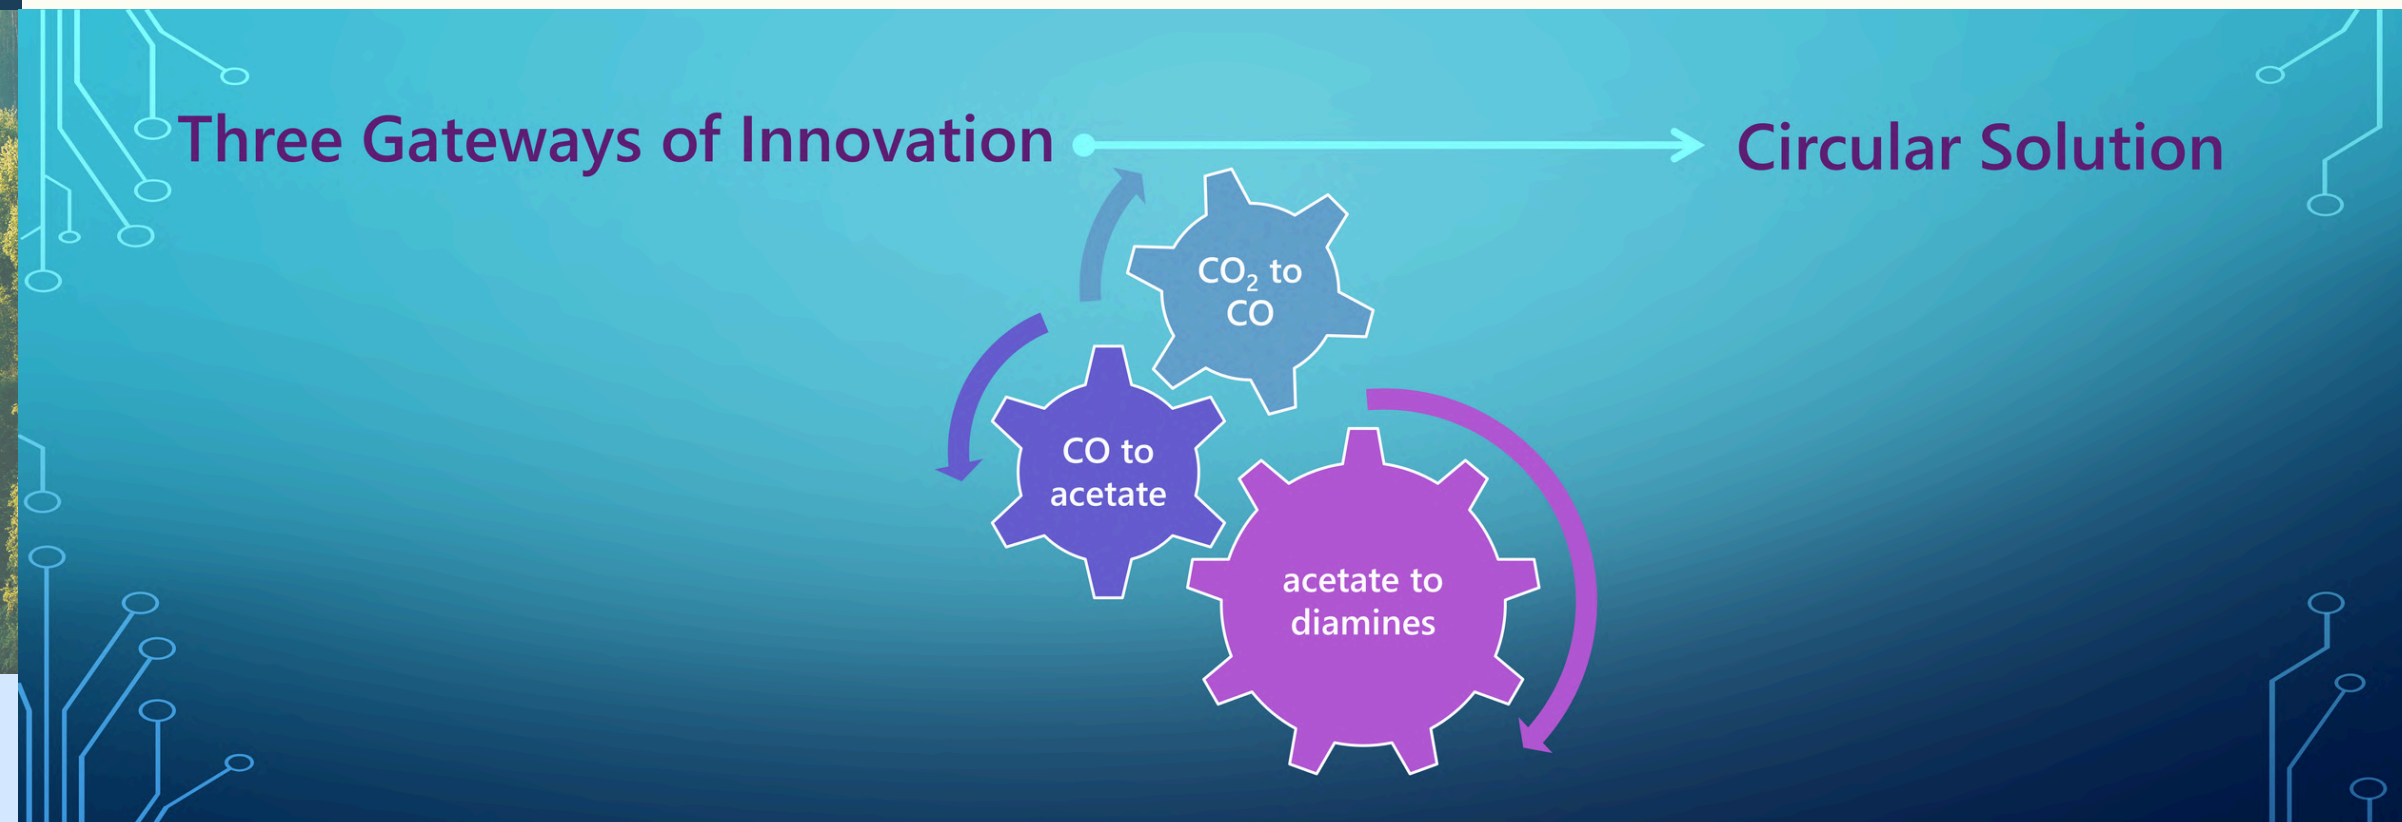 Three Gateways of Innovation
Circular Solution
CO₂ to
CO
CO to
acetate
acetate to
diamines